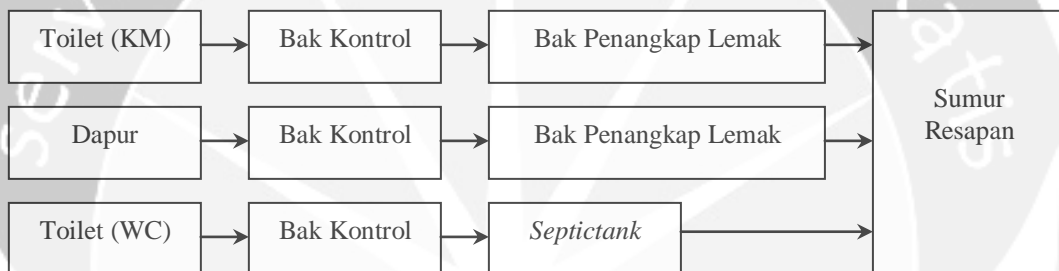 Toilet (KM) Bak Kontrol Bak Penangkap Lemak
Dapur Bak Kontrol Bak Penangkap Lemak
Toilet (WC) Bak Kontrol Septictank
Sumur
Resapan